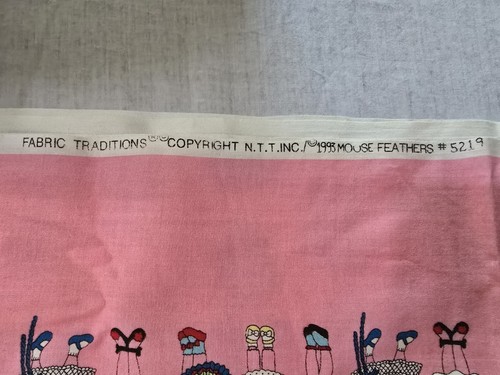 FABRIC TRADITIONS©® COPYRIGHT N.T.T.INC./©1993 MOUSE FEATHERS # 5219